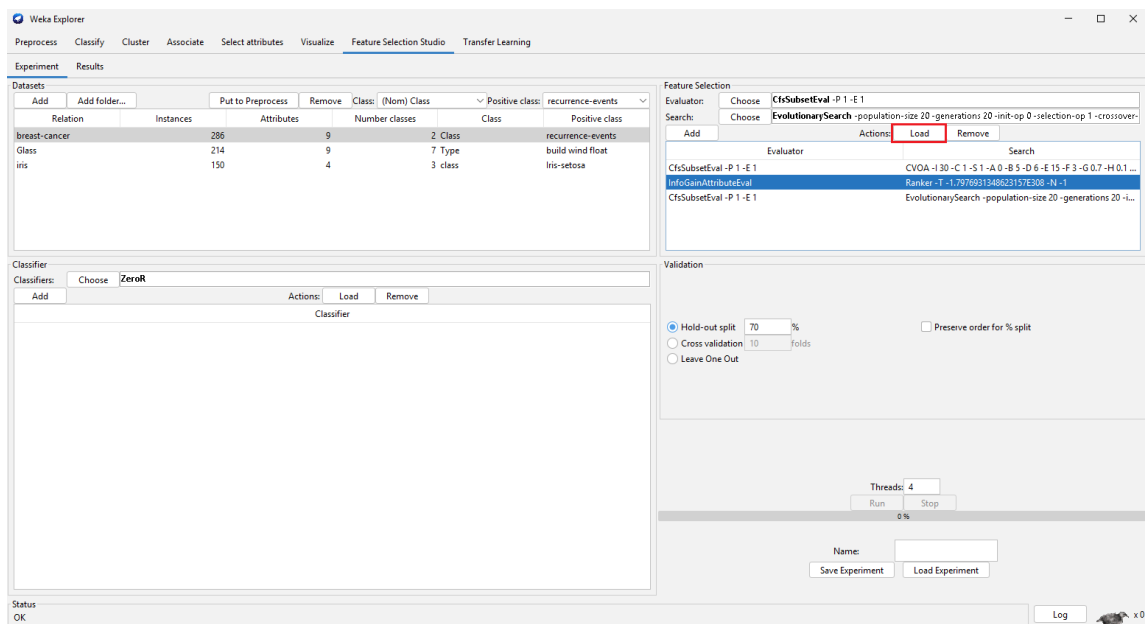 Weka Explorer
Preprocess Classify Cluster Associate Select attributes Visualize Feature Selection Studio Transfer Learning
Experiment Results
Datasets
Add Add folder... Put to Preprocess Remove Class: (Nom) Class Positive class: recurrence-events
Relation Instances Attributes Number classes Class Positive class
breast-cancer 286 9 2 Class recurrence-events
Glass 214 9 7 Type build wind float
iris 150 4 3 class Iris-setosa
Feature Selection
Evaluator: Choose CfsSubsetEval -P 1 -E 1
Search: Choose EvolutionarySearch -population-size 20 -generations 20 -init-op 0 -selection-op 1 -crossover-
Add Actions: Load Remove
Evaluator Search
CfsSubsetEval -P 1 -E 1 CVOA -I 30 -C 1 -S 1 -A 0 -B 5 -D 6 -E 15 -F 3 -G 0.7 -H 0.1 ...
InfoGainAttributeEval Ranker -T -1.7976931348623157E308 -N -1
CfsSubsetEval -P 1 -E 1 EvolutionarySearch -population-size 20 -generations 20 -i...
Classifier
Classifiers: Choose ZeroR
Add Actions: Load Remove
Classifier
Validation
Hold-out split 70 % Preserve order for % split
Cross validation 10 folds
Leave One Out
Threads: 4
Run Stop
0 %
Name:
Save Experiment Load Experiment
Status
OK
Log x 0